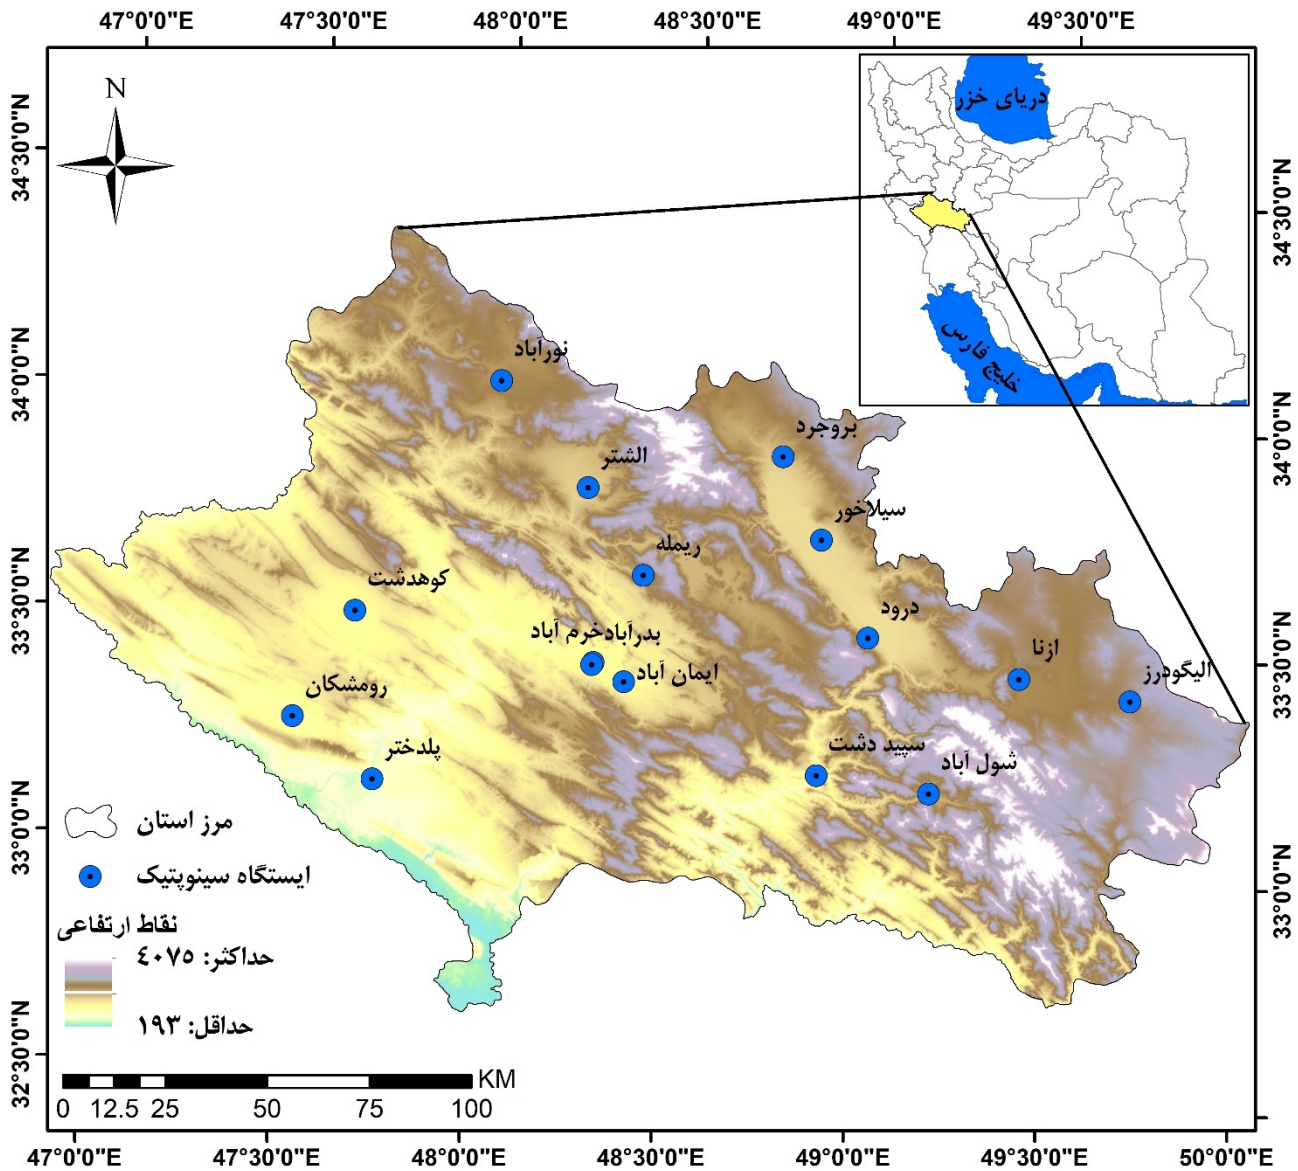 47°0'0"E 47°30'0"E 48°0'0"E 48°30'0"E 49°0'0"E 49°30'0"E
N
دریای خزر
خلیج فارس
34°30'0"N
34°0'0"N
33°30'0"N
33°0'0"N
32°30'0"N
34°30'0"N
34°0'0"N
33°30'0"N
33°0'0"N
نورآباد
بروجرد
الشتر
سیلاخور
ریمله
کوهدشت
درود
بدرآباد خرم آباد
ازنا
ایمان آباد
الیگودرز
رومشکان
سپید دشت
پلدختر
شول آباد
مرز استان
ایستگاه سینوپتیک
نقاط ارتفاعی
حداکثر: ٤٠٧٥
حداقل: ١٩٣
KM
0 12.5 25 50 75 100
47°0'0"E 47°30'0"E 48°0'0"E 48°30'0"E 49°0'0"E 49°30'0"E 50°0'0"E